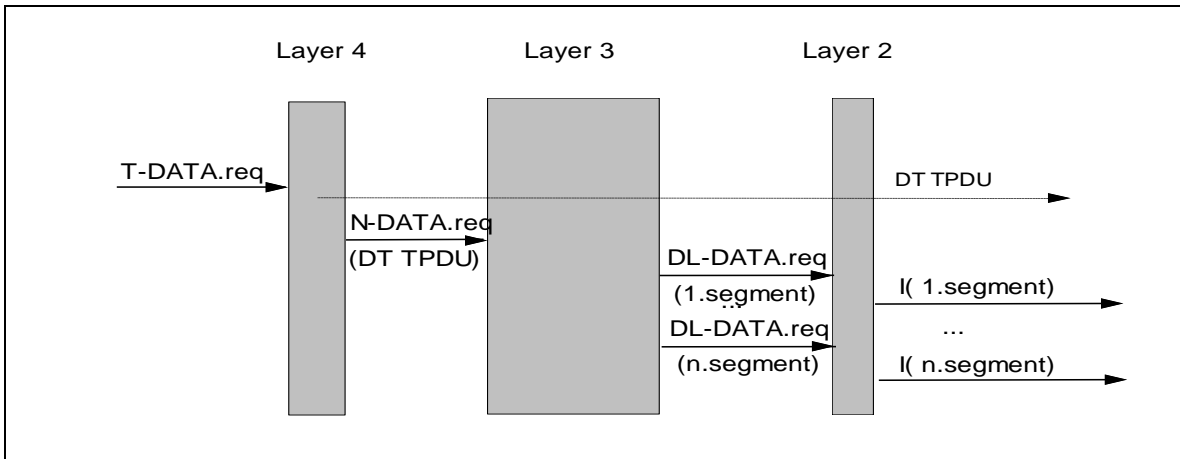 Layer 4
Layer 3
Layer 2
T-DATA.req
DT TPDU
N-DATA.req
(DT TPDU)
DL-DATA.req
(1.segment)
...
DL-DATA.req
(n.segment)
I( 1.segment)
...
I( n.segment)